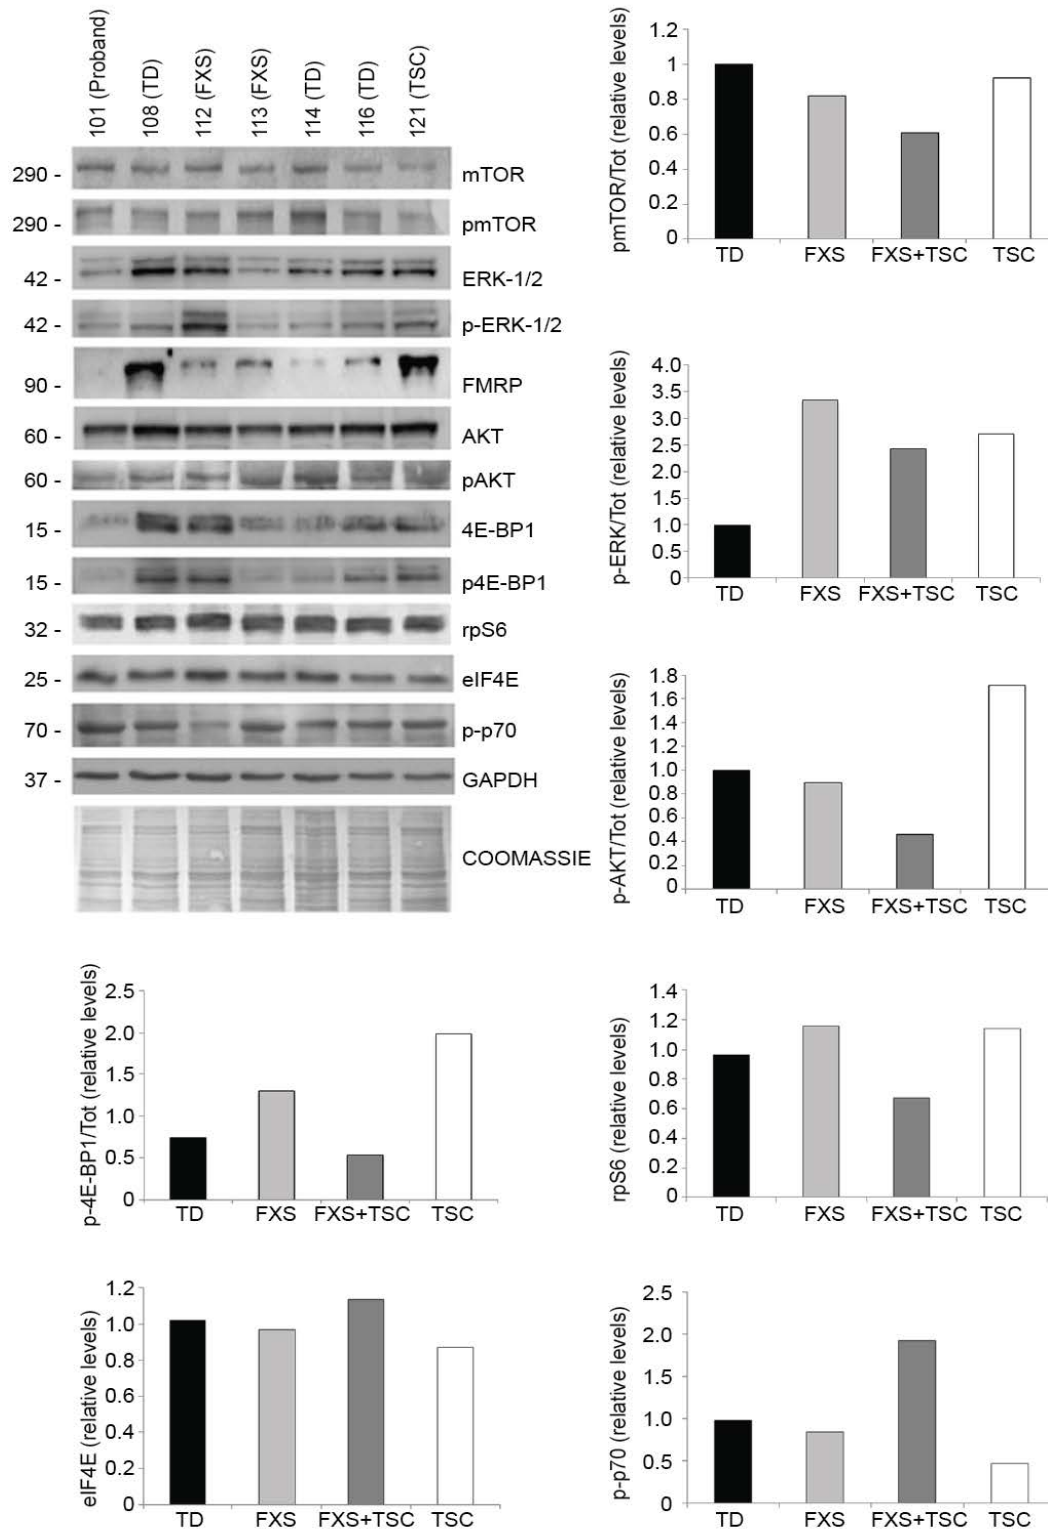 101 (Proband)
108 (TD)
112 (FXS)
113 (FXS)
114 (TD)
116 (TD)
121 (TSC)
290 - mTOR
290 - pmTOR
42 - ERK-1/2
42 - p-ERK-1/2
90 - FMRP
60 - AKT
60 - pAKT
15 - 4E-BP1
15 - p4E-BP1
32 - rpS6
25 - eIF4E
70 - p-p70
37 - GAPDH
COOMASSIE
pmTOR/Tot (relative levels)
1.2
1
0.8
0.6
0.4
0.2
0
TD FXS FXS+TSC TSC
p-ERK/Tot (relative levels)
4.0
3.5
3.0
2.5
2.0
1.5
1.0
0.5
0
TD FXS FXS+TSC TSC
p-AKT/Tot (relative levels)
1.8
1.6
1.4
1.2
1.0
0.8
0.6
0.4
0.2
0
TD FXS FXS+TSC TSC
p-4E-BP1/Tot (relative levels)
2.5
2.0
1.5
1.0
0.5
0
TD FXS FXS+TSC TSC
rpS6 (relative levels)
1.4
1.2
1.0
0.8
0.6
0.4
0.2
0
TD FXS FXS+TSC TSC
eIF4E (relative levels)
1.2
1.0
0.8
0.6
0.4
0.2
0
TD FXS FXS+TSC TSC
p-p70 (relative levels)
2.5
2.0
1.5
1.0
0.5
0
TD FXS FXS+TSC TSC